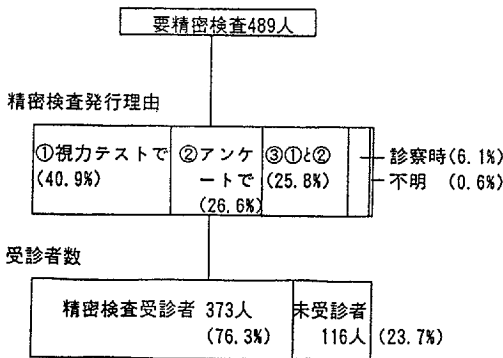 要精密検査489人
精密検査発行理由
①視力テストで
(40.9%)
②アンケ
ートで
(26.6%)
③①と②
(25.8%)
診察時(6.1%)
不明 (0.6%)
受診者数
精密検査受診者 373人
(76.3%)
未受診者
116人 (23.7%)